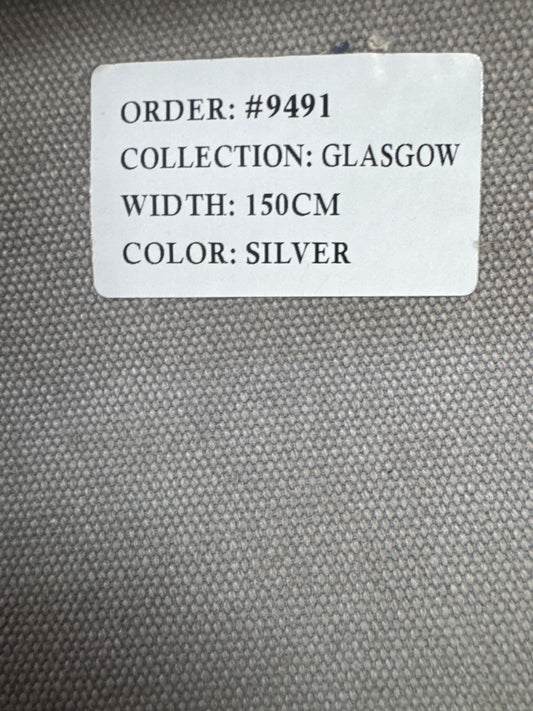 ORDER: #9491
COLLECTION: GLASGOW
WIDTH: 150CM
COLOR: SILVER